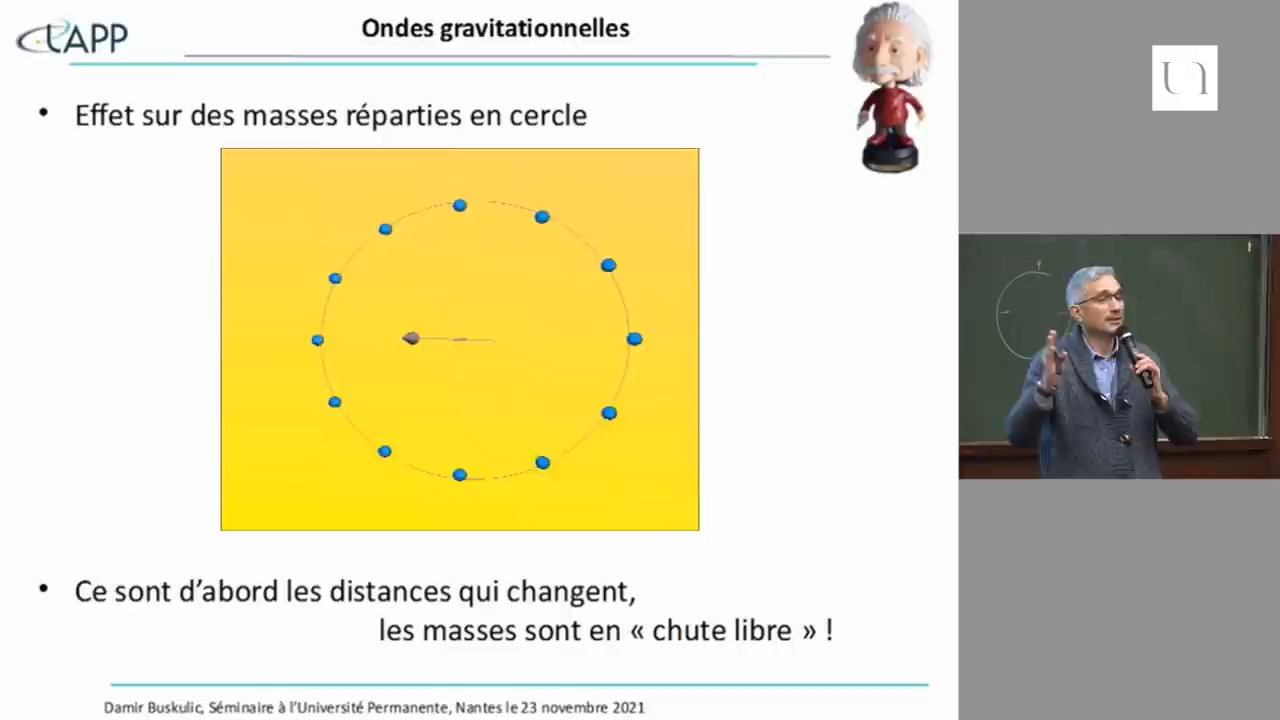 LAPP
Ondes gravitationnelles
• Effet sur des masses réparties en cercle
• Ce sont d’abord les distances qui changent,
les masses sont en « chute libre » !
Damir Buskulic, Séminaire à l’Université Permanente, Nantes le 23 novembre 2021